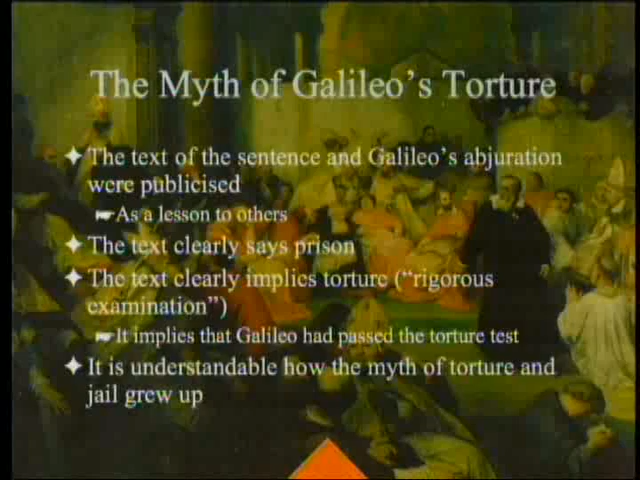 The Myth of Galileo's Torture
The text of the sentence and Galileo's abjuration
were publicised
As a lesson to others
The text clearly says prison
The text clearly implies torture ("rigorous
examination")
It implies that Galileo had passed the torture test
It is understandable how the myth of torture and
jail grew up